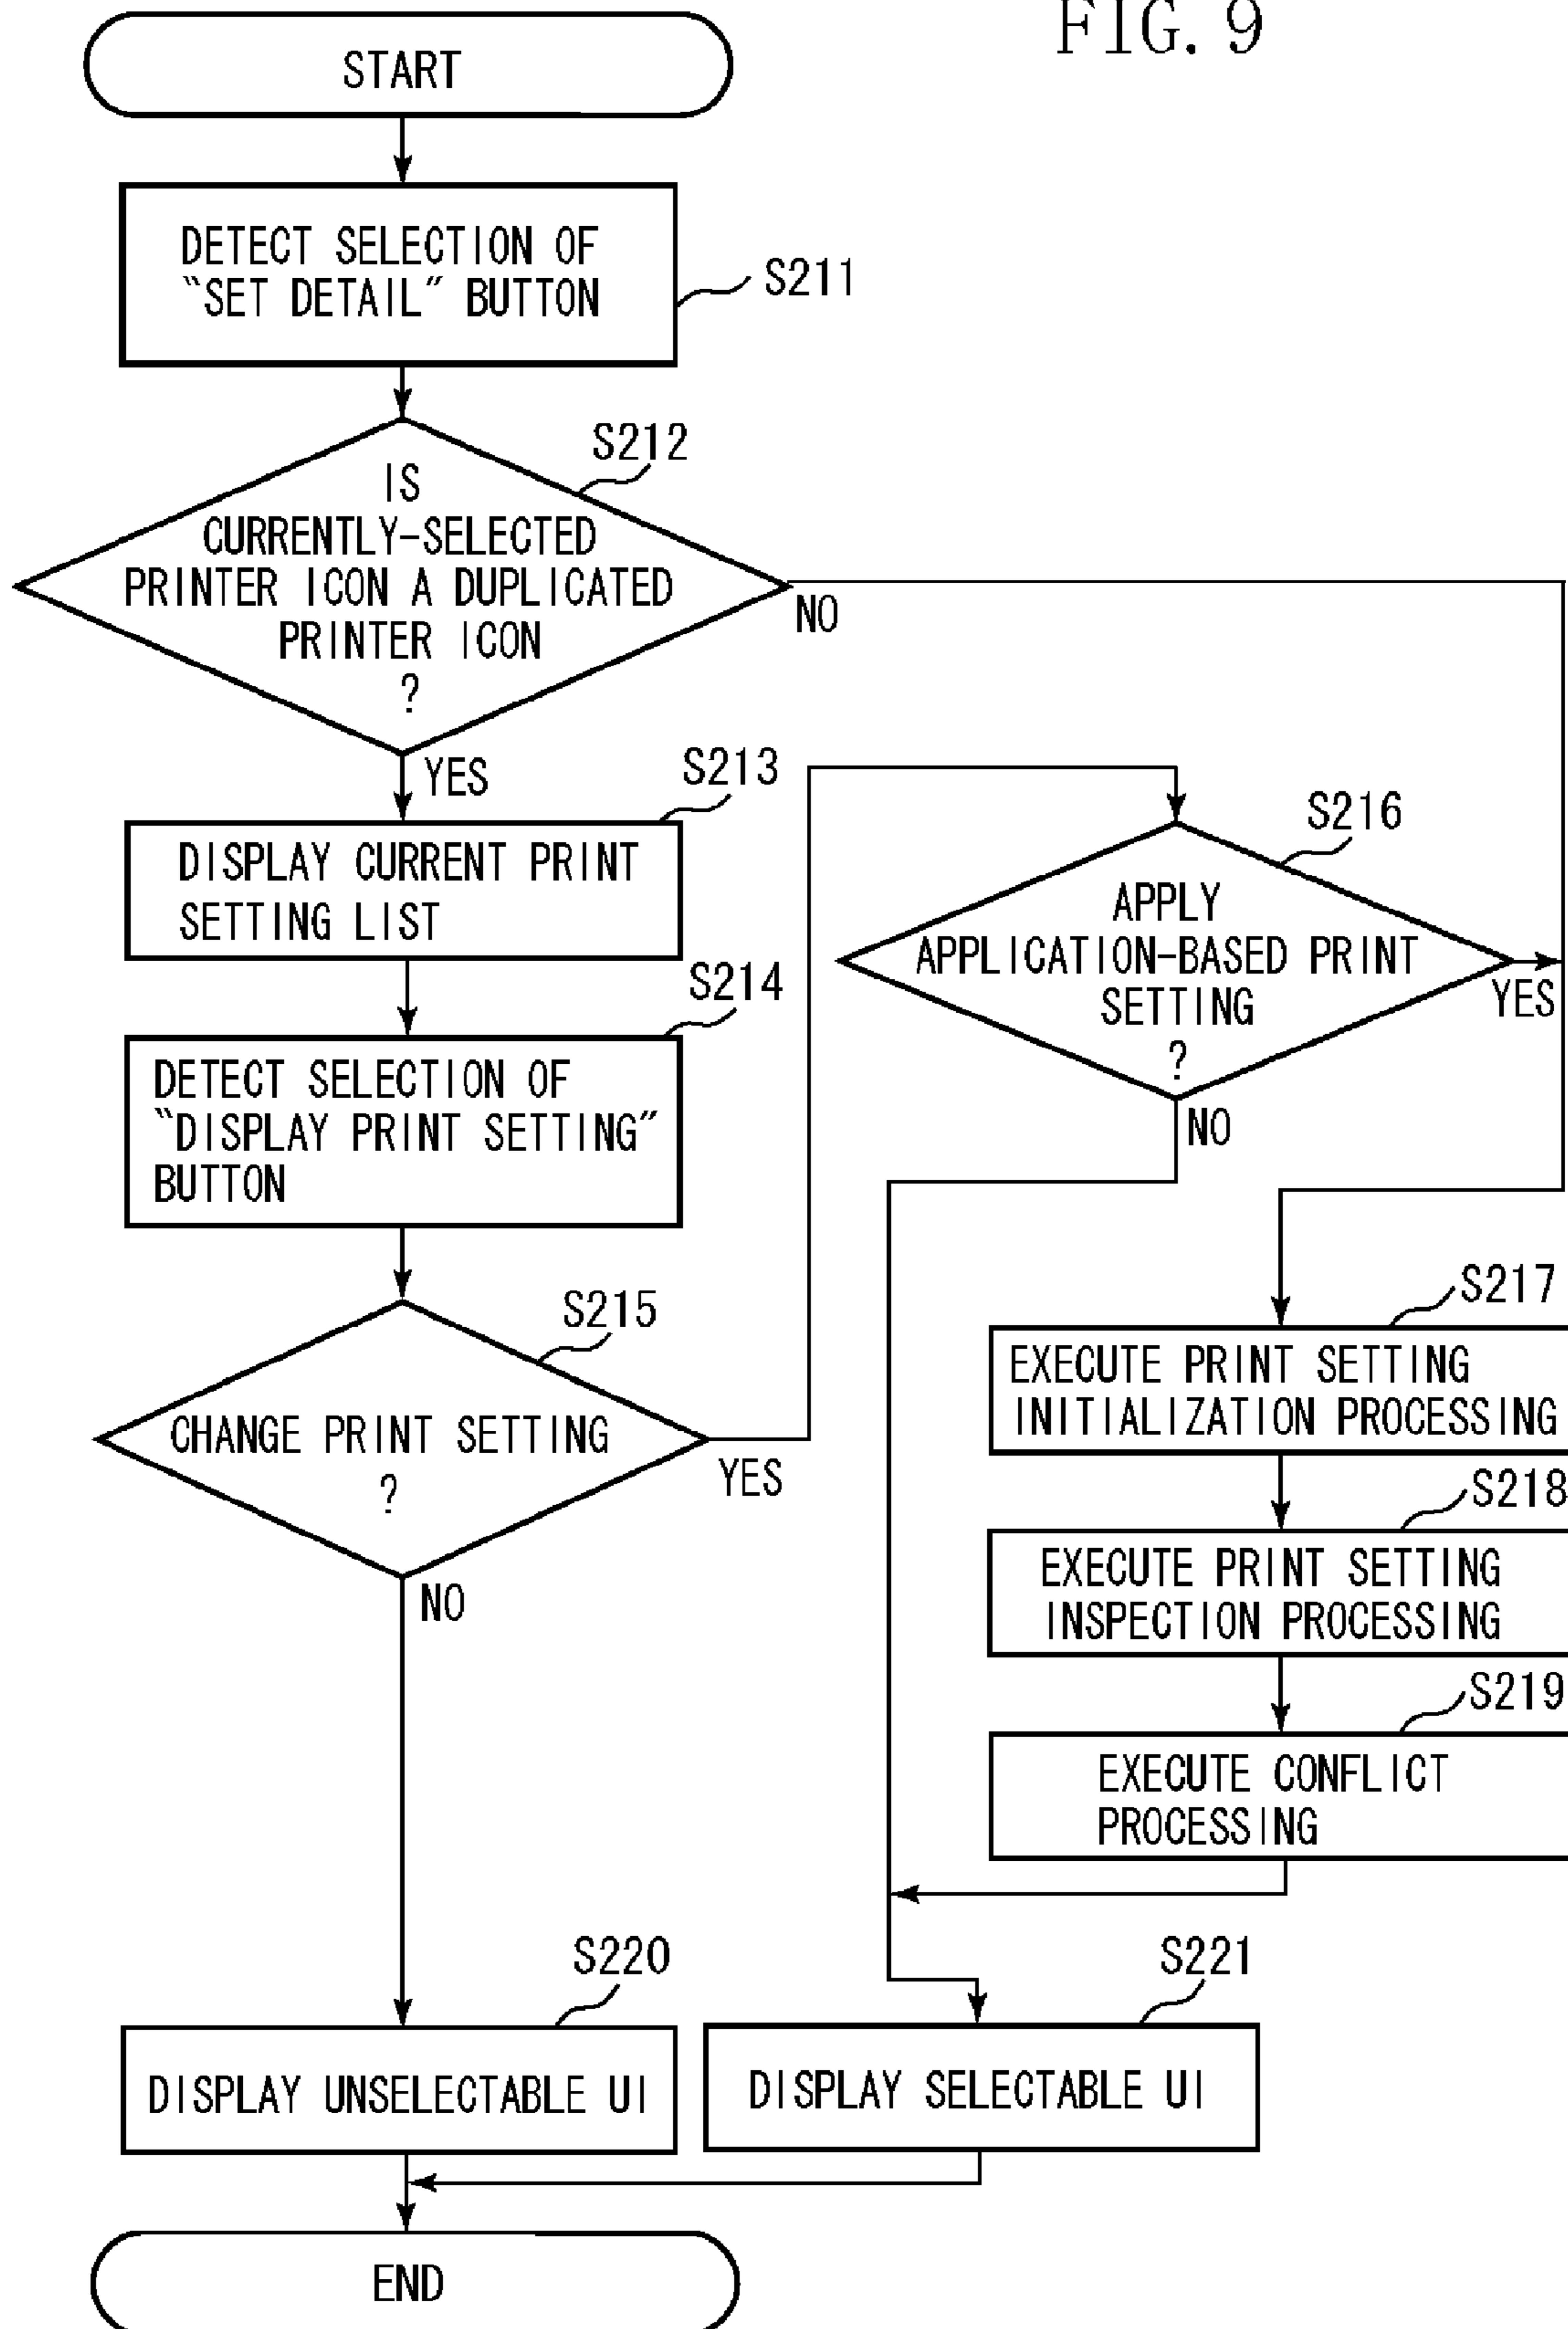 FIG. 9
START
DETECT SELECTION OF
“SET DETAIL” BUTTON
S211
S212
IS
CURRENTLY-SELECTED
PRINTER ICON A DUPLICATED
PRINTER ICON
?
NO
YES
S213
DISPLAY CURRENT PRINT
SETTING LIST
S214
DETECT SELECTION OF
“DISPLAY PRINT SETTING”
BUTTON
S215
CHANGE PRINT SETTING
?
YES
NO
S216
APPLY
APPLICATION-BASED PRINT
SETTING
?
YES
NO
S217
EXECUTE PRINT SETTING
INITIALIZATION PROCESSING
S218
EXECUTE PRINT SETTING
INSPECTION PROCESSING
S219
EXECUTE CONFLICT
PROCESSING
S220
DISPLAY UNSELECTABLE UI
S221
DISPLAY SELECTABLE UI
END